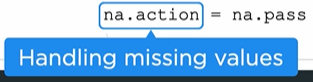 na.action = na.pass
Handling missing values